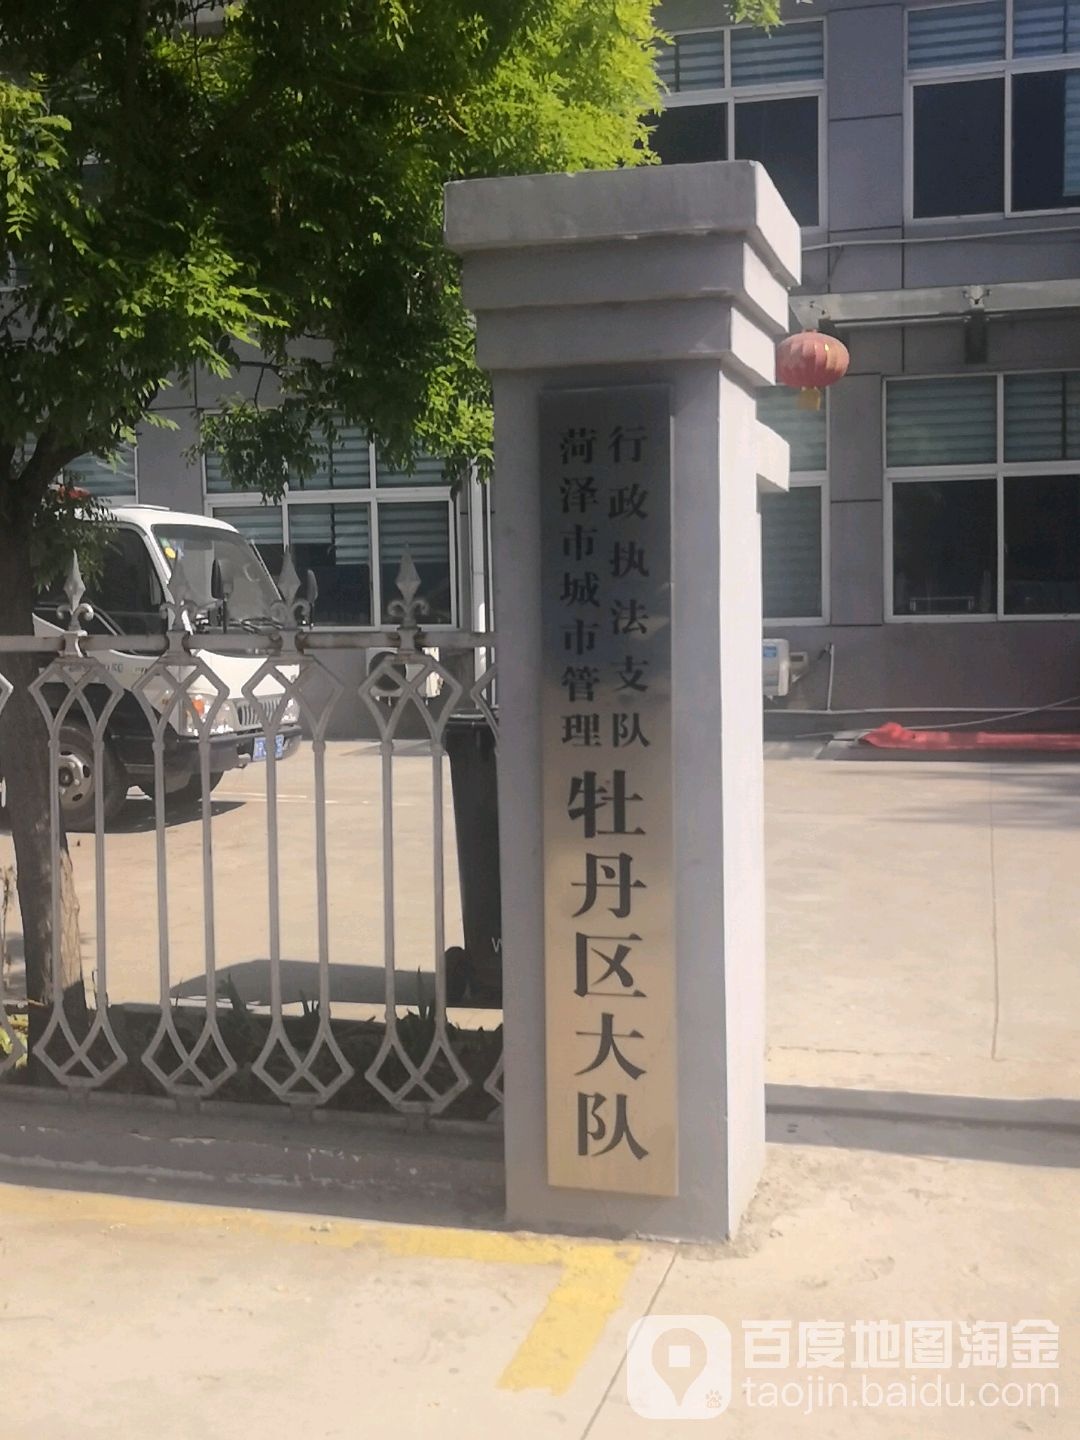 菏泽市城市管理
行政执法支队
牡丹区大队
百度地图淘金
taojin.baidu.com